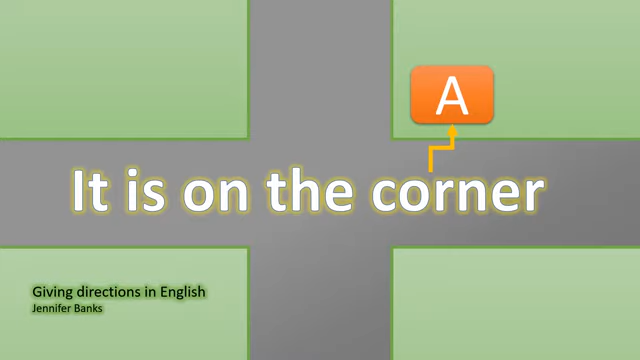 A
It is on the corner
Giving directions in English
Jennifer Banks